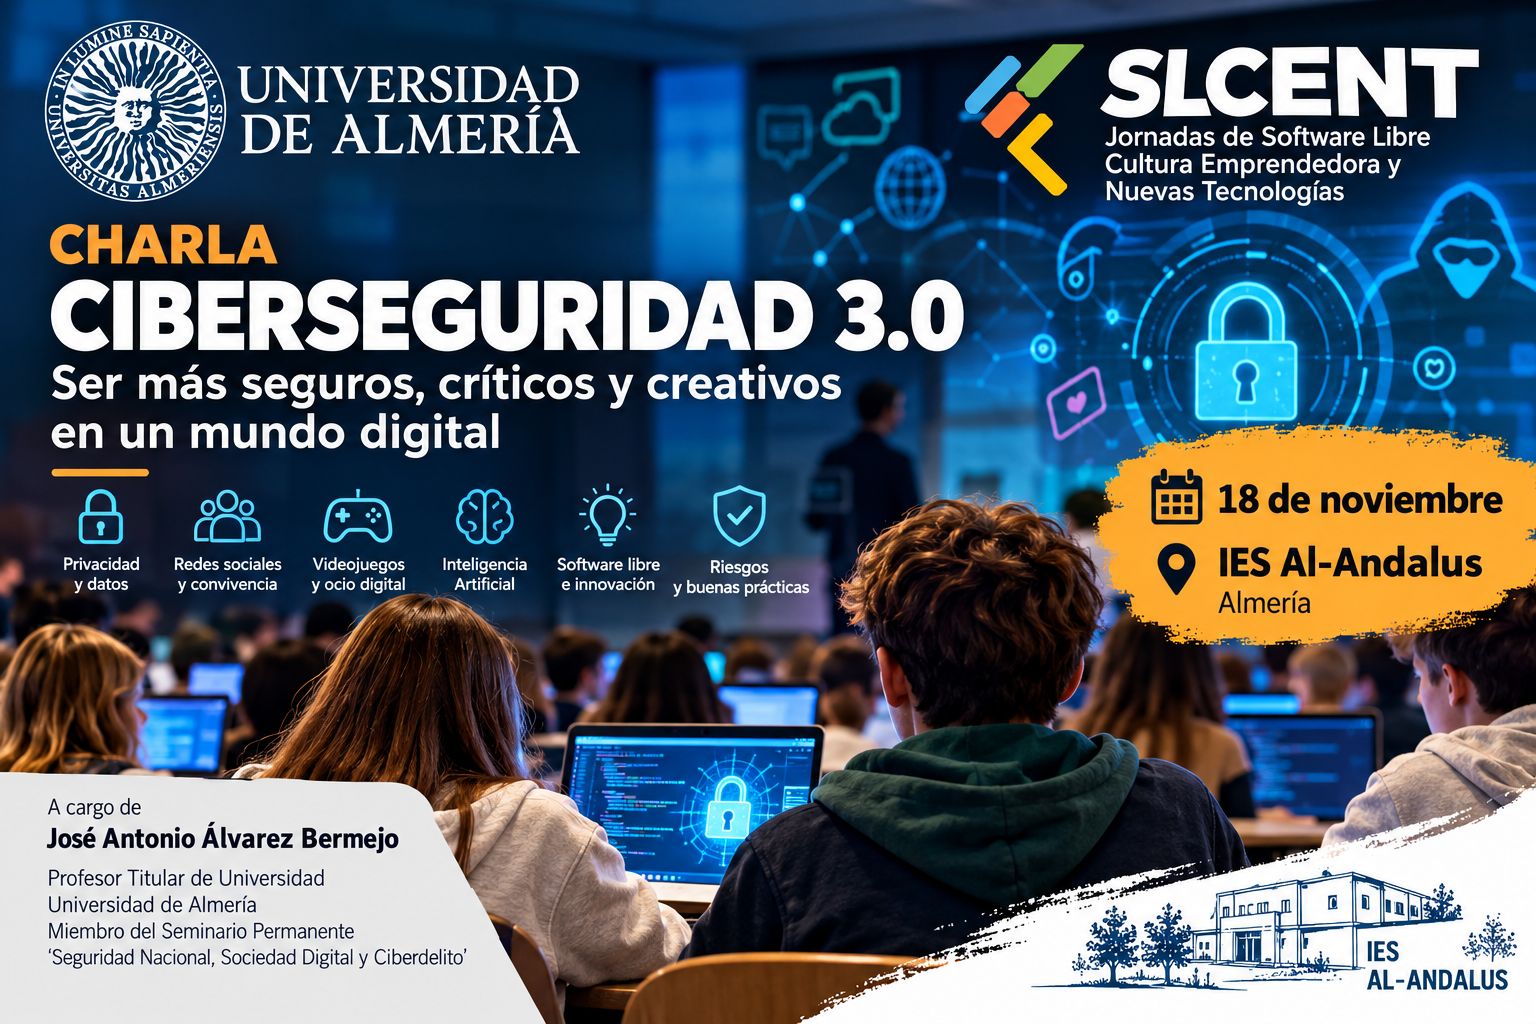 IN LUMINE SAPIENTIA · UNIVERSITAS ALMERIENSIS ·
UNIVERSIDAD
DE ALMERÍA
SLCENT
Jornadas de Software Libre
Cultura Emprendedora y
Nuevas Tecnologías
CHARLA
CIBERSEGURIDAD 3.0
Ser más seguros, críticos y creativos
en un mundo digital
Privacidad
y datos
Redes sociales
y convivencia
Videojuegos
y ocio digital
Inteligencia
Artificial
Software libre
e innovación
Riesgos
y buenas prácticas
18 de noviembre
IES Al-Andalus
Almería
A cargo de
José Antonio Álvarez Bermejo
Profesor Titular de Universidad
Universidad de Almería
Miembro del Seminario Permanente
‘Seguridad Nacional, Sociedad Digital y Ciberdelito’
IES
AL-ANDALUS